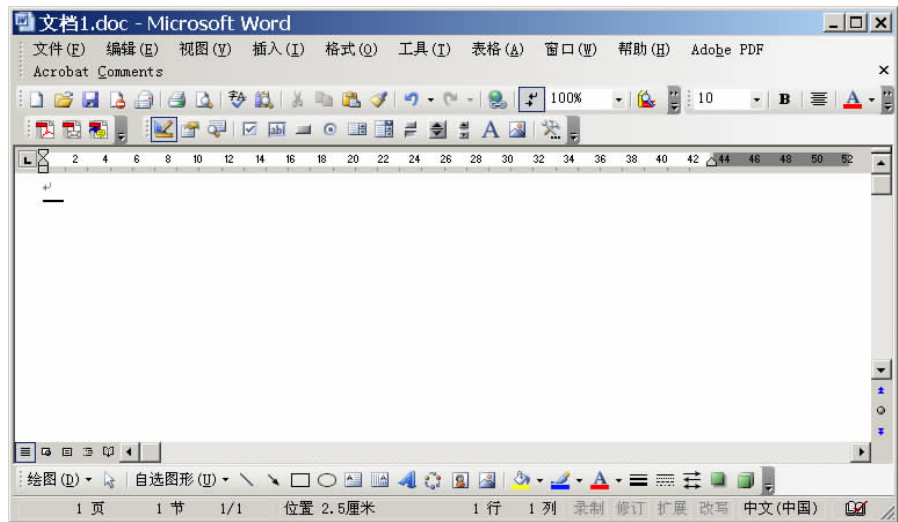 文档1.doc - Microsoft Word
文件(F) 编辑(E) 视图(V) 插入(I) 格式(O) 工具(T) 表格(A) 窗口(W) 帮助(H) Adobe PDF
Acrobat Comments
100% 10 B A
ab A
2 4 6 8 10 12 14 16 18 20 22 24 26 28 30 32 34 36 38 40 42 44 46 48 50 52
绘图(D) 自选图形(U) A
1 页 1 节 1/1 位置 2.5厘米 1 行 1 列 录制 修订 扩展 改写 中文(中国)